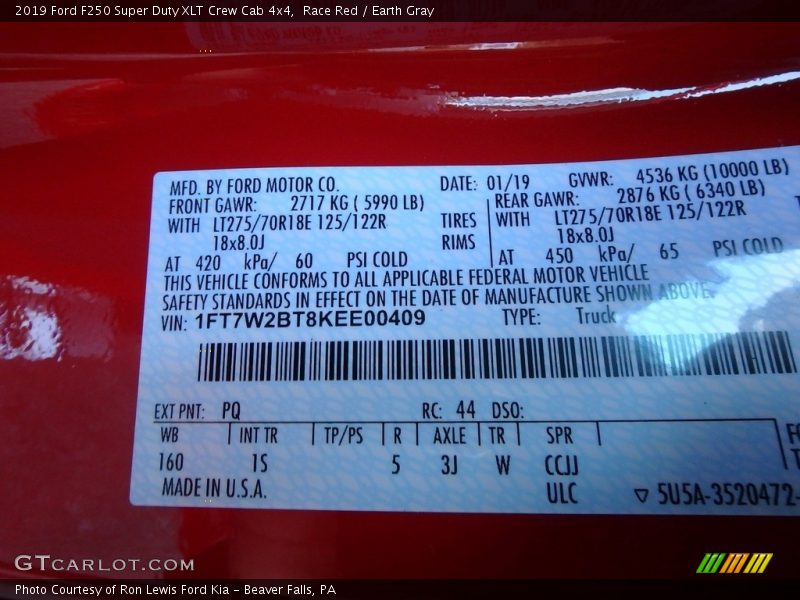 2019 Ford F250 Super Duty XLT Crew Cab 4x4, Race Red / Earth Gray
MFD. BY FORD MOTOR CO. DATE: 01/19 GVWR: 4536 KG (10000 LB)
FRONT GAWR: 2717 KG ( 5990 LB) REAR GAWR: 2876 KG ( 6340 LB)
WITH LT275/70R18E 125/122R TIRES WITH LT275/70R18E 125/122R
18x8.0J RIMS 18x8.0J
AT 420 kPa/ 60 PSI COLD AT 450 kPa/ 65 PSI COLD
THIS VEHICLE CONFORMS TO ALL APPLICABLE FEDERAL MOTOR VEHICLE
SAFETY STANDARDS IN EFFECT ON THE DATE OF MANUFACTURE SHOWN ABOVE.
VIN: 1FT7W2BT8KEE00409 TYPE: Truck
EXT PNT: PQ RC: 44 DSO:
WB INT TR TP/PS R AXLE TR SPR
160 1S 5 3J W CCJJ
MADE IN U.S.A. ULC ▽ 5U5A-3520472-
GTCARLOT.COM
Photo Courtesy of Ron Lewis Ford Kia – Beaver Falls, PA